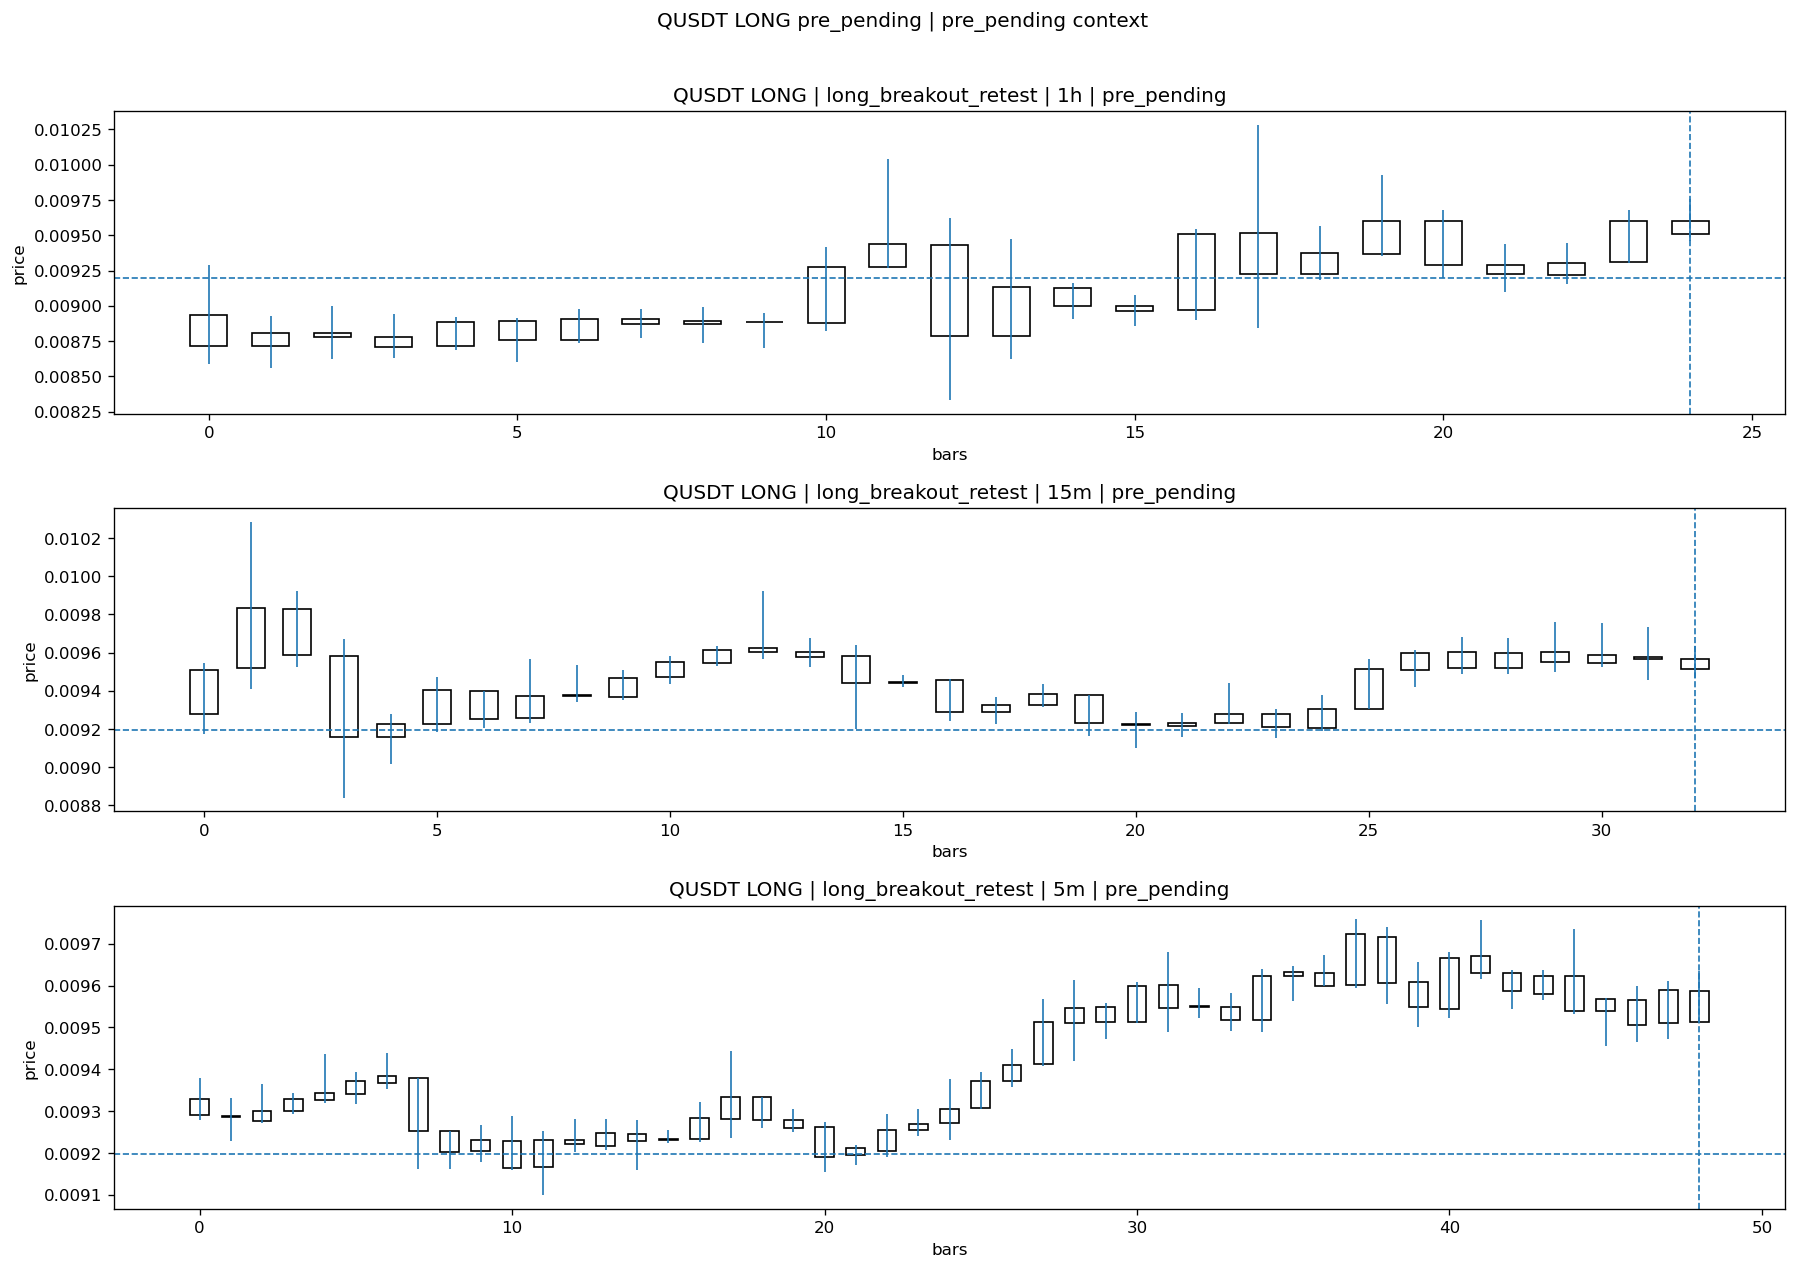 QUSDT LONG pre_pending | pre_pending context
QUSDT LONG | long_breakout_retest | 1h | pre_pending
0.01025
0.01000
0.00975
0.00950
0.00925
0.00900
0.00875
0.00850
0.00825
price
0 5 10 15 20 25
bars
QUSDT LONG | long_breakout_retest | 15m | pre_pending
0.0102
0.0100
0.0098
0.0096
0.0094
0.0092
0.0090
0.0088
price
0 5 10 15 20 25 30
bars
QUSDT LONG | long_breakout_retest | 5m | pre_pending
0.0097
0.0096
0.0095
0.0094
0.0093
0.0092
0.0091
price
0 10 20 30 40 50
bars